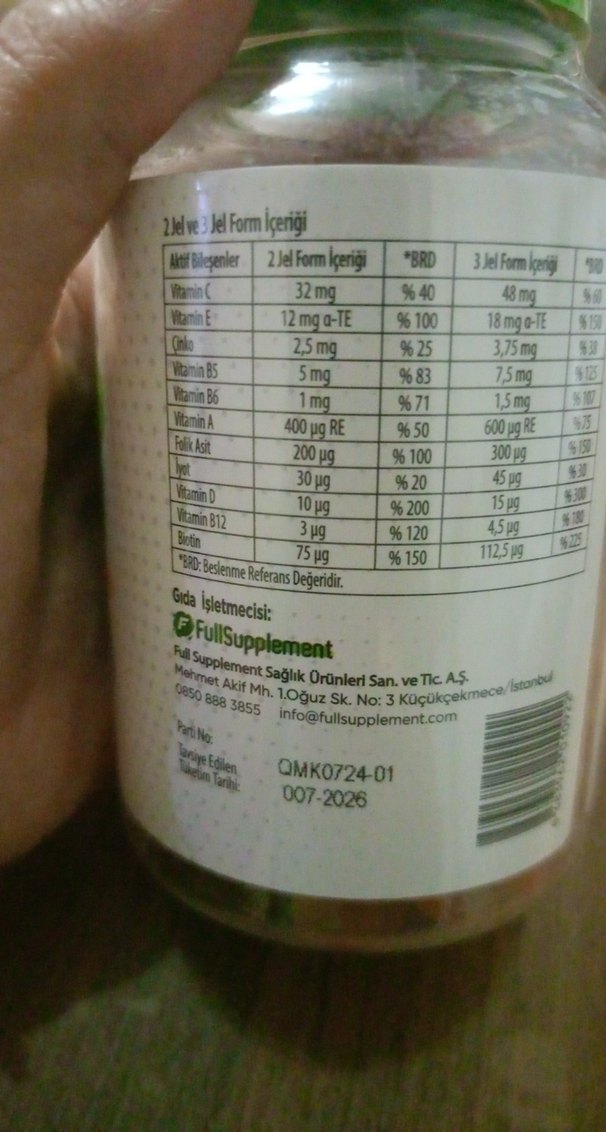 2 Jel ve 3 Jel Form İçeriği
Aktif Bileşenler 2 Jel Form İçeriği *BRD 3 Jel Form İçeriği *BRD
Vitamin C 32 mg % 40 48 mg % 60
Vitamin E 12 mg α-TE % 100 18 mg α-TE % 150
Çinko 2,5 mg % 25 3,75 mg % 38
Vitamin B5 5 mg % 83 7,5 mg % 125
Vitamin B6 1 mg % 71 1,5 mg % 107
Vitamin A 400 µg RE % 50 600 µg RE %75
Folik Asit 200 µg % 100 300 µg % 150
İyot 30 µg % 20 45 µg % 30
Vitamin D 10 µg % 200 15 µg % 300
Vitamin B12 3 µg % 120 4,5 µg % 180
Biotin 75 µg % 150 112,5 µg % 225
*BRD: Beslenme Referans Değeridir.
Gıda İşletmecisi:
F FullSupplement
Full Supplement Sağlık Ürünleri San. ve Tic. A.Ş.
Mehmet Akif Mh. 1.Oğuz Sk. No: 3 Küçükçekmece/İstanbul
0850 888 3855 info@fullsupplement.com
Parti No: QMK0724-01
Tavsiye Edilen
Tüketim Tarihi: 007-2026